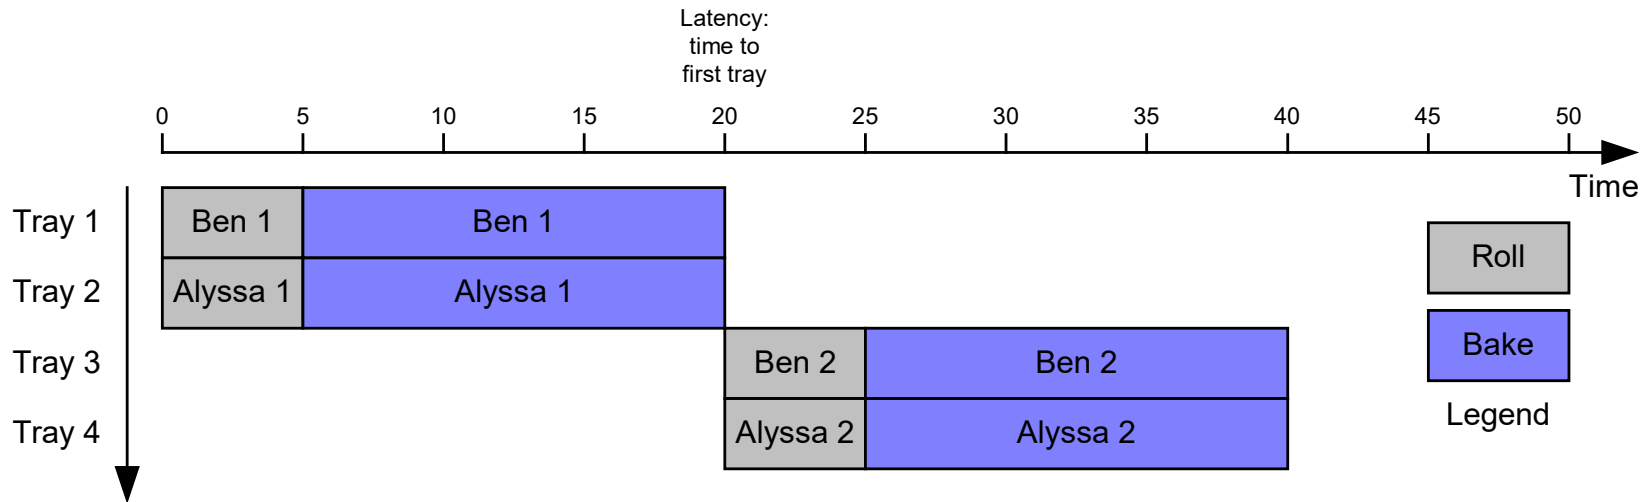 Latency:
time to
first tray
0 5 10 15 20 25 30 35 40 45 50
Time
Tray 1 Ben 1 Ben 1
Roll
Tray 2 Alyssa 1 Alyssa 1
Bake
Tray 3 Ben 2 Ben 2
Legend
Tray 4 Alyssa 2 Alyssa 2